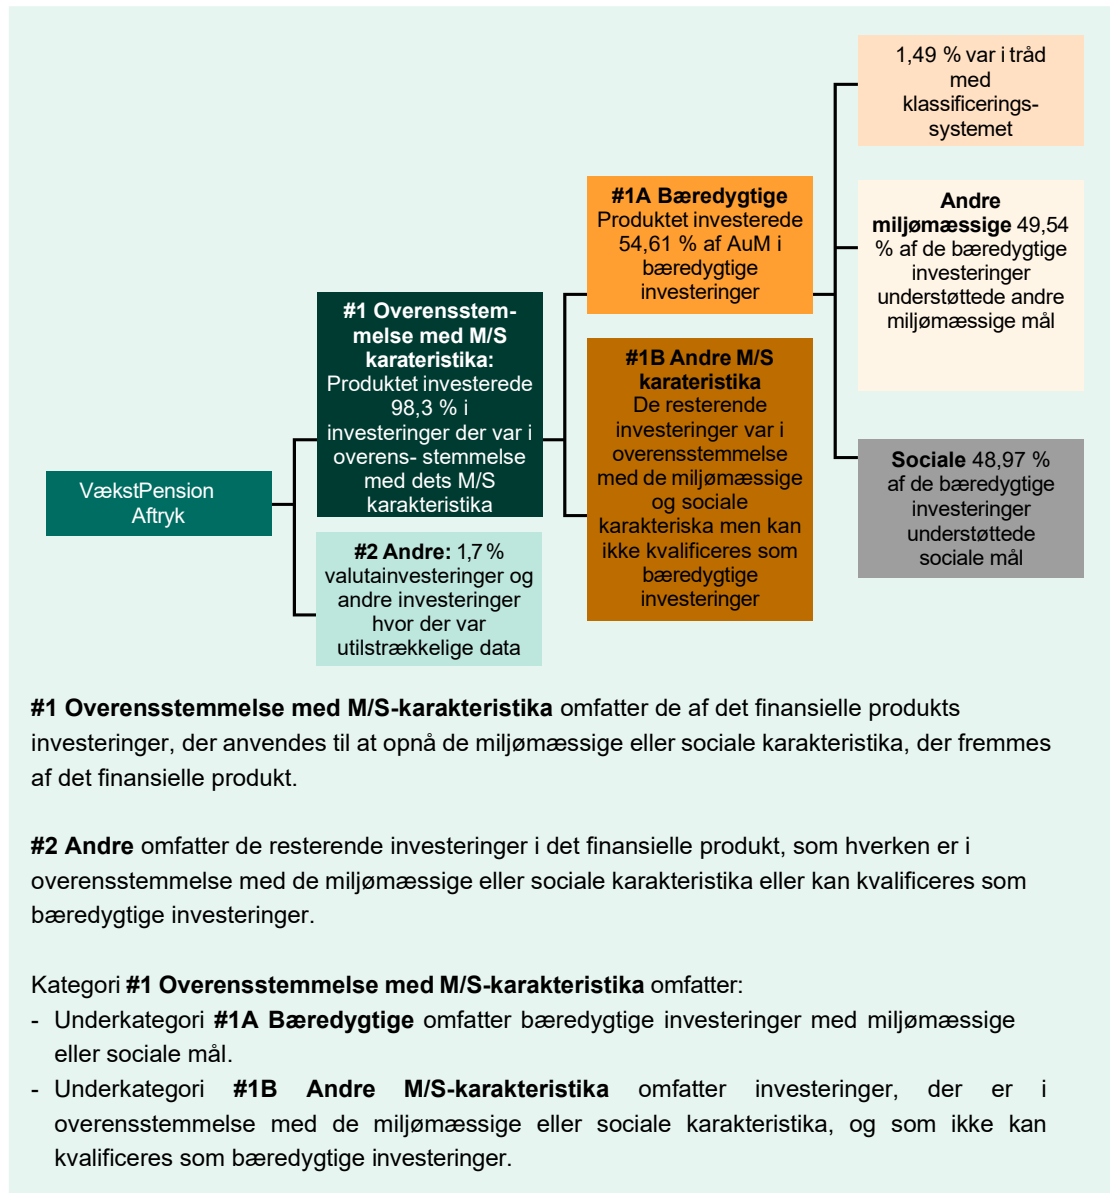 VækstPension
Aftryk
#1 Overensstem-
melse med M/S
karateristika:
Produktet investerede
98,3 % i
investeringer der var i
overens- stemmelse
med dets M/S
karakteristika
#2 Andre: 1,7 %
valutainvesteringer og
andre investeringer
hvor der var
utilstrækkelige data
#1A Bæredygtige
Produktet investerede
54,61 % af AuM i
bæredygtige
investeringer
#1B Andre M/S
karateristika
De resterende
investeringer var i
overensstemmelse
med de miljømæssige
og sociale
karakteriska men kan
ikke kvalificeres som
bæredygtige
investeringer
1,49 % var i tråd
med
klassificerings-
systemet
Andre
miljømæssige 49,54
% af de bæredygtige
investeringer
understøttede andre
miljømæssige mål
Sociale 48,97 %
af de bæredygtige
investeringer
understøttede
sociale mål
#1 Overensstemmelse med M/S-karakteristika omfatter de af det finansielle produkts
investeringer, der anvendes til at opnå de miljømæssige eller sociale karakteristika, der fremmes
af det finansielle produkt.
#2 Andre omfatter de resterende investeringer i det finansielle produkt, som hverken er i
overensstemmelse med de miljømæssige eller sociale karakteristika eller kan kvalificeres som
bæredygtige investeringer.
Kategori #1 Overensstemmelse med M/S-karakteristika omfatter:
- Underkategori #1A Bæredygtige omfatter bæredygtige investeringer med miljømæssige
eller sociale mål.
- Underkategori #1B Andre M/S-karakteristika omfatter investeringer, der er i
overensstemmelse med de miljømæssige eller sociale karakteristika, og som ikke kan
kvalificeres som bæredygtige investeringer.